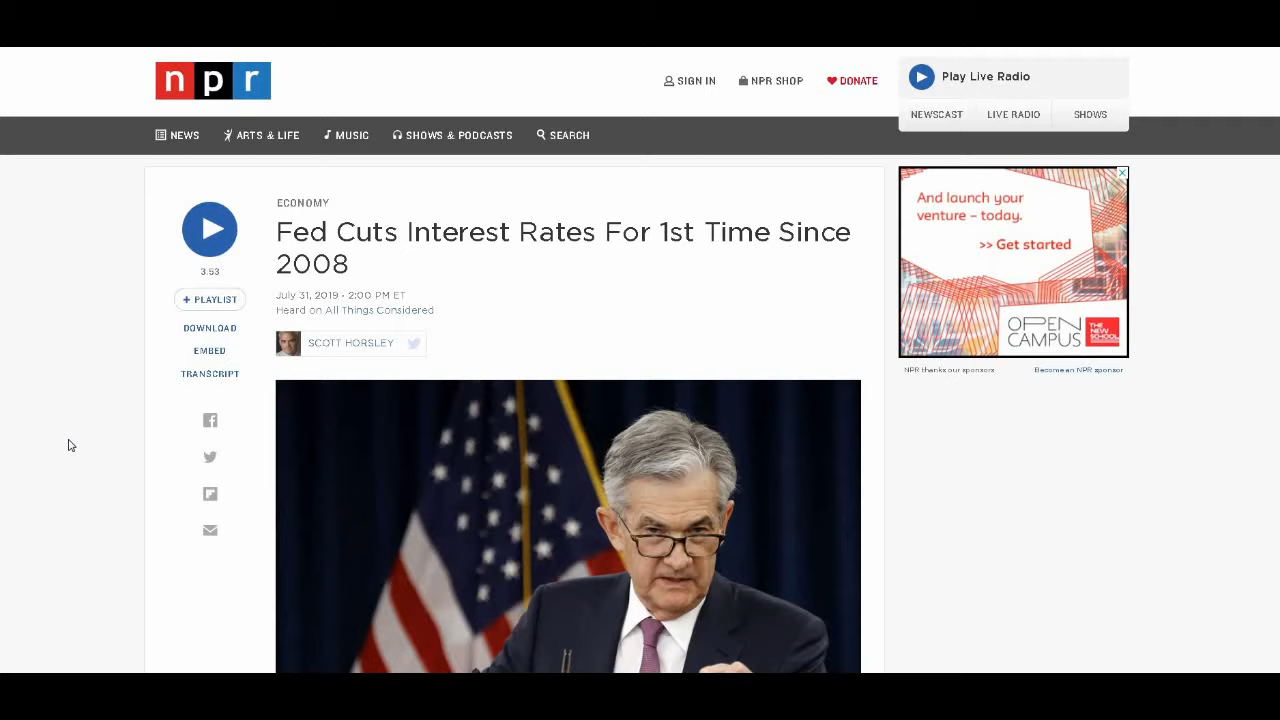 npr
SIGN IN
NPR SHOP
DONATE
Play Live Radio
NEWSCAST
LIVE RADIO
SHOWS
NEWS
ARTS & LIFE
MUSIC
SHOWS & PODCASTS
SEARCH
ECONOMY
Fed Cuts Interest Rates For 1st Time Since
2008
July 31, 2019 · 2:00 PM ET
Heard on All Things Considered
SCOTT HORSLEY
3:53
+ PLAYLIST
DOWNLOAD
EMBED
TRANSCRIPT
And launch your
venture – today.
>> Get started
OPEN
CAMPUS
THE
NEW
SCHOOL
NPR thanks our sponsors
Become an NPR sponsor